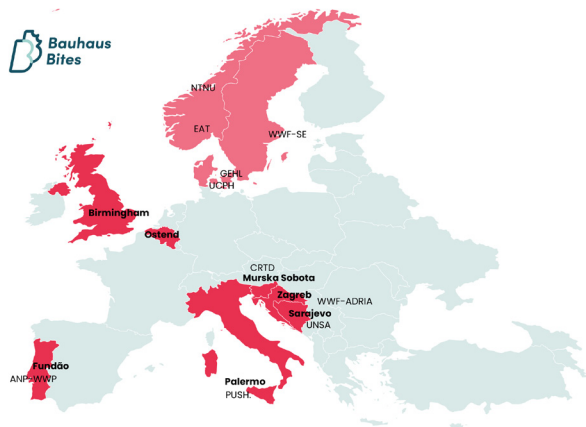 Bauhaus
Bites
NTNU
EAT
WWF-SE
GEHL
UCPH
Birmingham
Ostend
CRTD
Murska Sobota
Zagreb
WWF-ADRIA
Sarajevo
UNSA
Fundão
ANP-WWP
Palermo
PUSH.